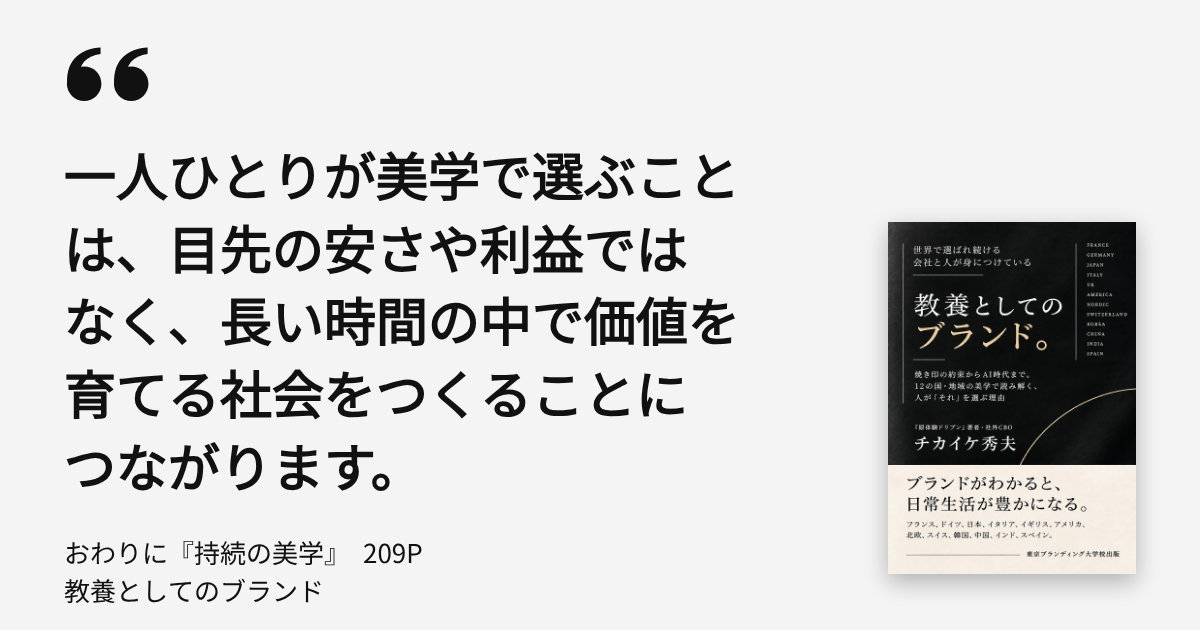 “
一人ひとりが美学で選ぶこと
は、目先の安さや利益では
なく、長い時間の中で価値を
育てる社会をつくることに
つながります。
おわりに『持続の美学』 209P
教養としてのブランド
世界で選ばれ続ける
会社と人が身につけている
教養としての
ブランド。
焼き印の約束からAI時代まで。
12の国・地域の美学で読み解く、
人が「それ」を選ぶ理由
『原体験ドリブン』著者・社外CBO
チカイケ秀夫
FRANCE
GERMANY
JAPAN
ITALY
UK
AMERICA
NORDIC
SWITZERLAND
KOREA
CHINA
INDIA
SPAIN
ブランドがわかると、
日常生活が豊かになる。
フランス、ドイツ、日本、イタリア、イギリス、アメリカ、
北欧、スイス、韓国、中国、インド、スペイン。
東京ブランディング大学校出版